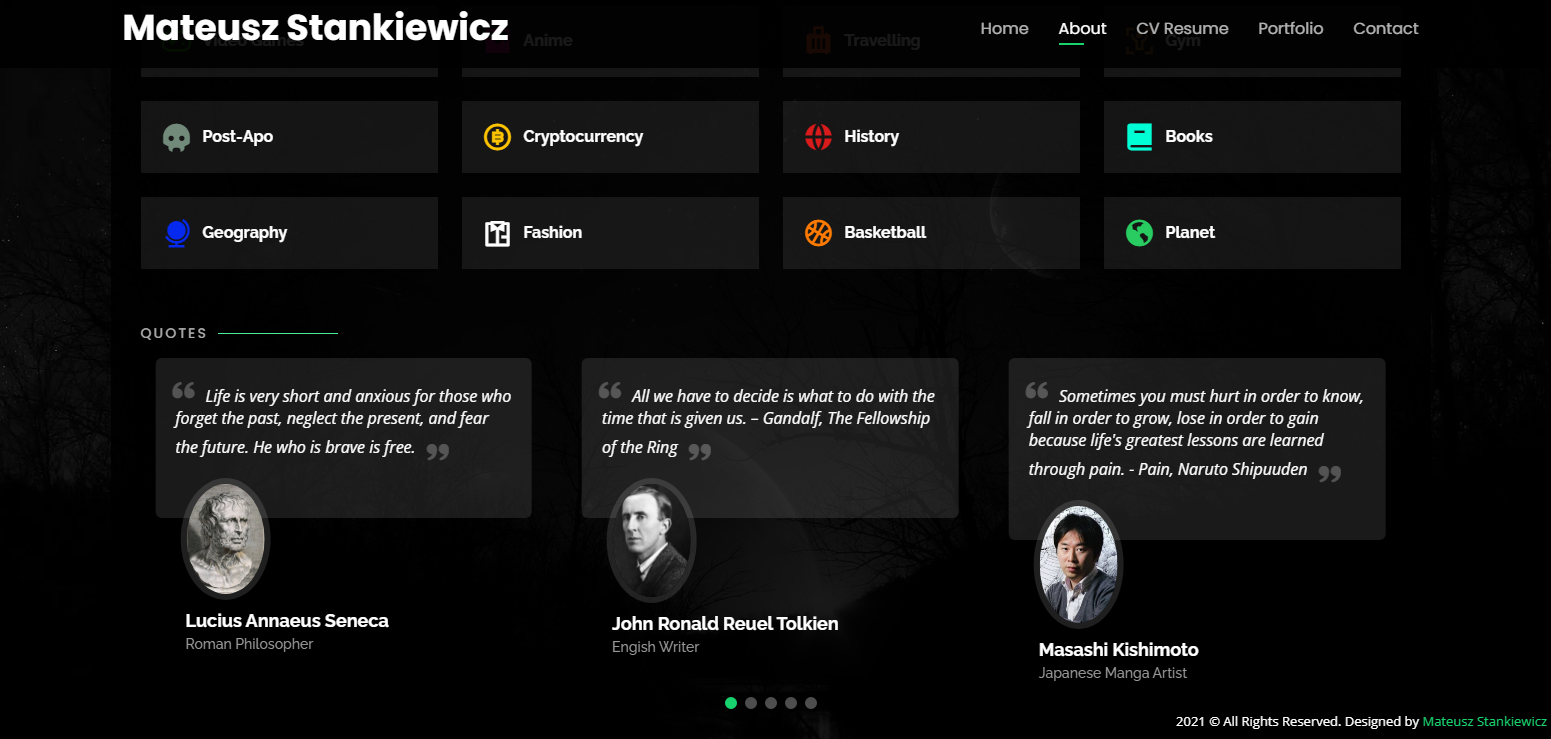 Mateusz Stankiewicz
Home About CV Resume Portfolio Contact
Video Games Anime Travelling Gym
Post-Apo Cryptocurrency History Books
Geography Fashion Basketball Planet
QUOTES
“ Life is very short and anxious for those who
forget the past, neglect the present, and fear
the future. He who is brave is free. ”
Lucius Annaeus Seneca
Roman Philosopher
“ All we have to decide is what to do with the
time that is given us. – Gandalf, The Fellowship
of the Ring ”
John Ronald Reuel Tolkien
Engish Writer
“ Sometimes you must hurt in order to know,
fall in order to grow, lose in order to gain
because life's greatest lessons are learned
through pain. - Pain, Naruto Shipuuden ”
Masashi Kishimoto
Japanese Manga Artist
2021 © All Rights Reserved. Designed by Mateusz Stankiewicz